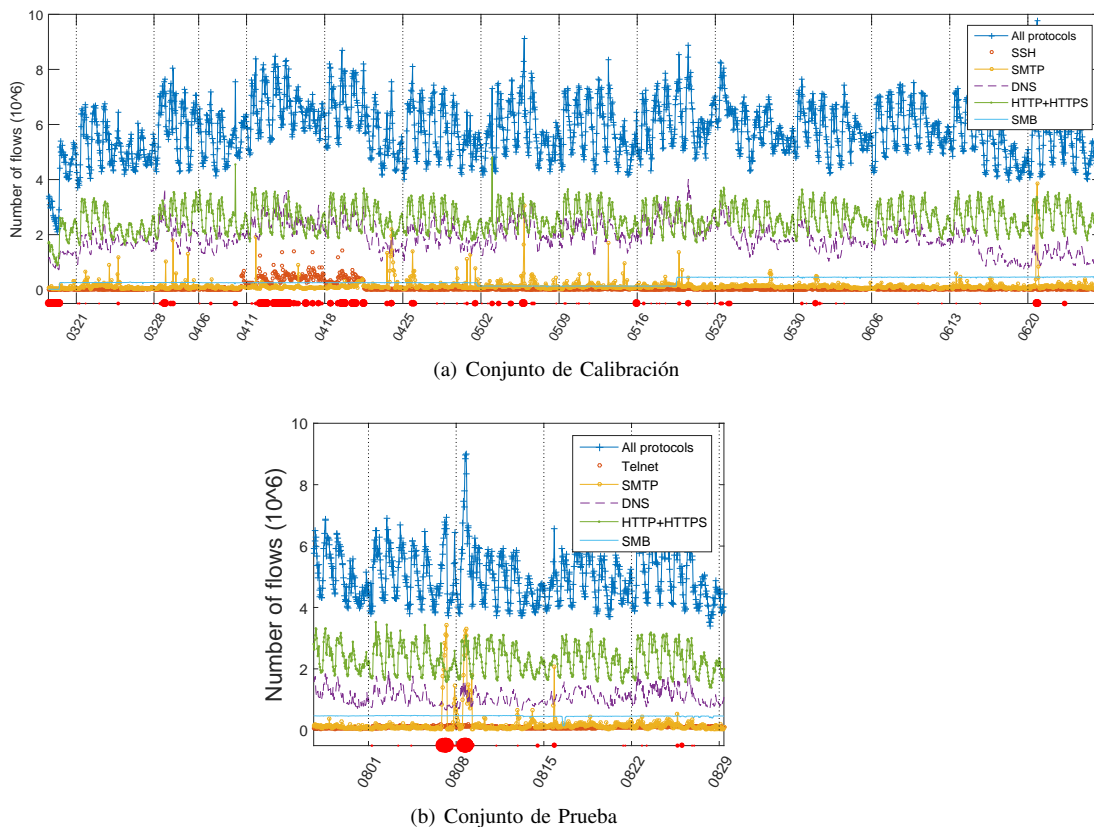 10
8
6
4
2
0
Number of flows (10^6)
All protocols
SSH
SMTP
DNS
HTTP+HTTPS
SMB
0321
0328
0406
0411
0418
0425
0502
0509
0516
0523
0530
0606
0613
0620
(a) Conjunto de Calibración
10
8
6
4
2
0
Number of flows (10^6)
All protocols
Telnet
SMTP
DNS
HTTP+HTTPS
SMB
0801
0808
0815
0822
0829
(b) Conjunto de Prueba